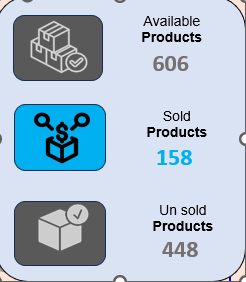 Available
Products
606
$
Sold
Products
158
Un sold
Products
448